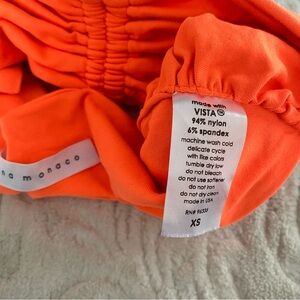 na monaco
made with
VISTA
94% nylon
6% spandex
machine wash cold
delicate cycle
with like colors
tumble dry low
do not bleach
do not use softener
do not iron
do not dry clean
made in USA
XS